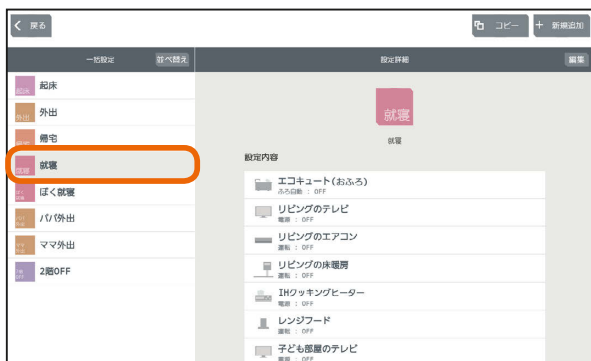 戻る
コピー
新規追加
一括設定
並べ替え
設定詳細
編集
起床
起床
外出
外出
帰宅
就寝
就寝
ぼく就寝
パパ外出
ママ外出
2階OFF
就寝
就寝
設定内容
エコキュート(おふろ)
ふろ自動 : OFF
リビングのテレビ
電源 : OFF
リビングのエアコン
運転 : OFF
リビングの床暖房
運転 : OFF
IHクッキングヒーター
電源 : OFF
レンジフード
運転 : OFF
子ども部屋のテレビ
電源 : OFF